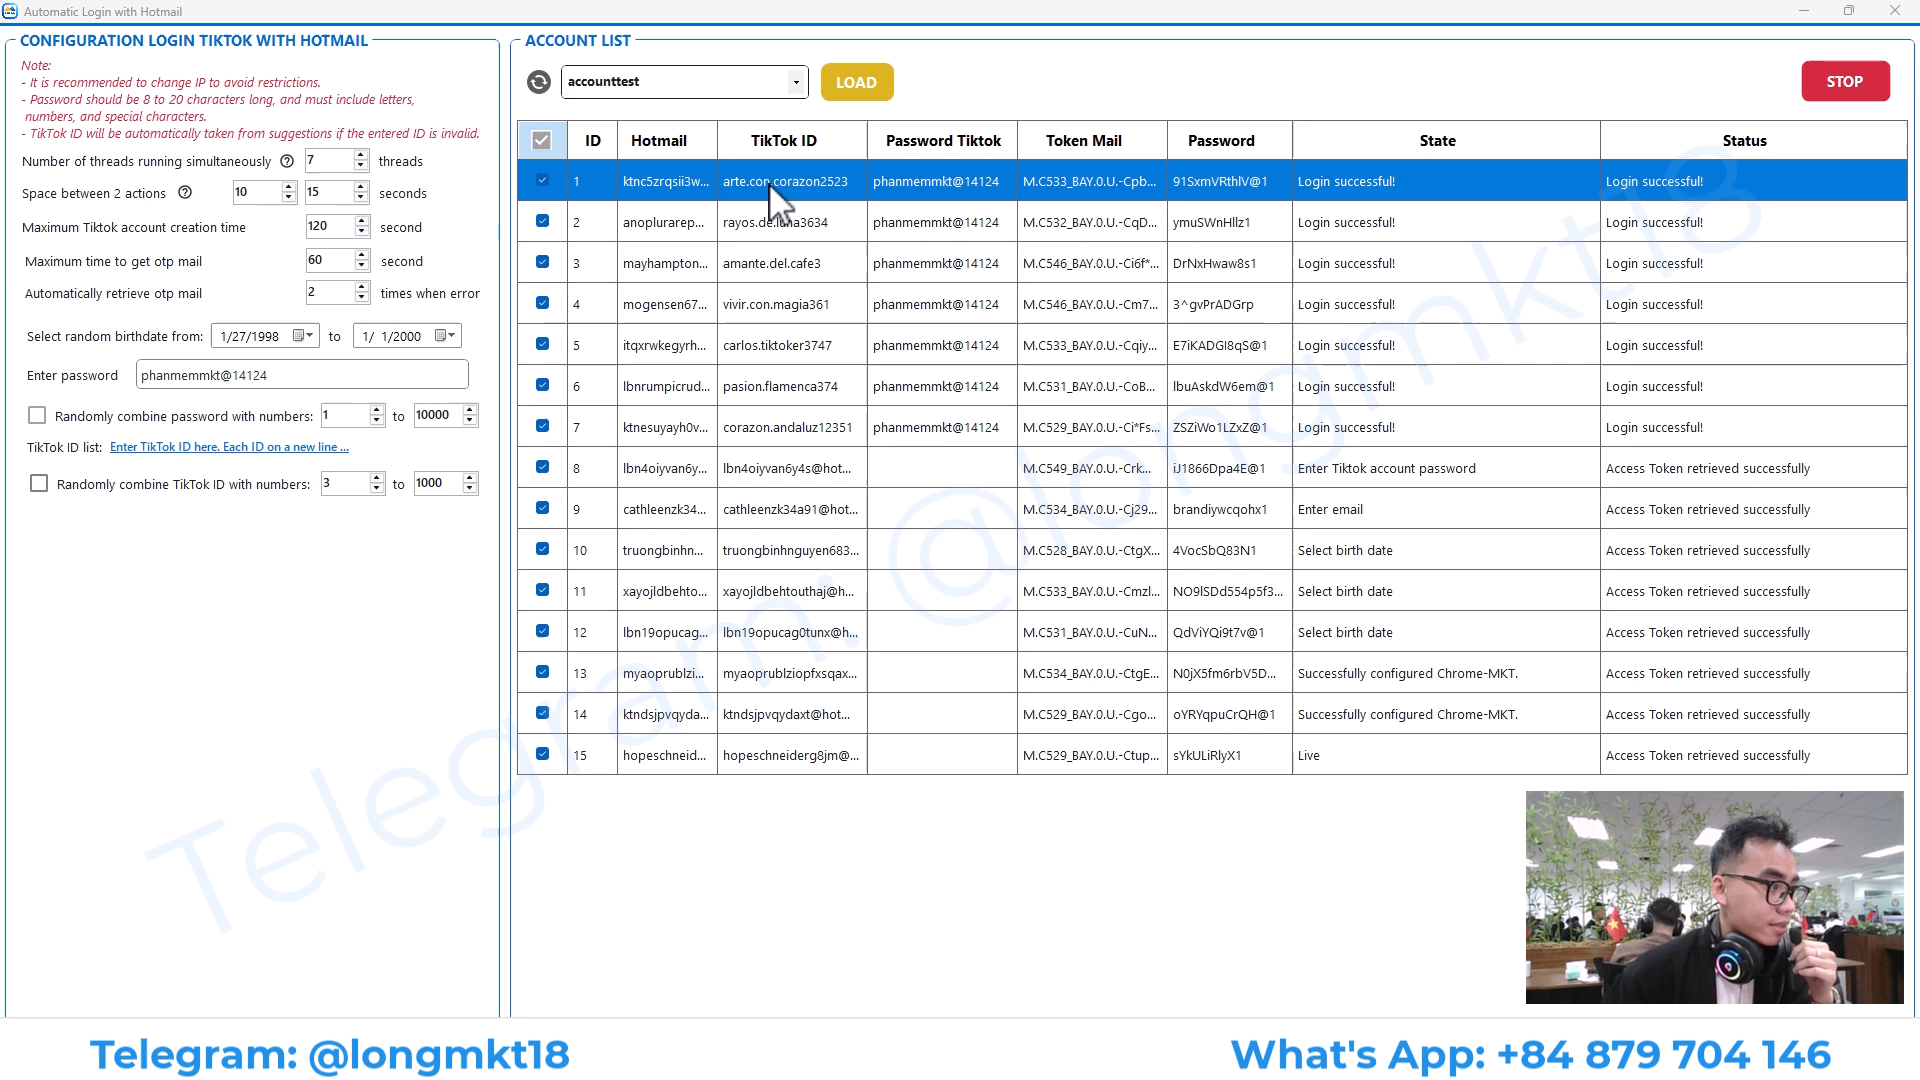 Automatic Login with Hotmail
CONFIGURATION LOGIN TIKTOK WITH HOTMAIL
Note:
- It is recommended to change IP to avoid restrictions.
- Password should be 8 to 20 characters long, and must include letters,
numbers, and special characters.
- TikTok ID will be automatically taken from suggestions if the entered ID is invalid.
Number of threads running simultaneously ? 7 threads
Space between 2 actions ? 10 15 seconds
Maximum Tiktok account creation time 120 second
Maximum time to get otp mail 60 second
Automatically retrieve otp mail 2 times when error
Select random birthdate from: 1/27/1998 to 1/ 1/2000
Enter password phanmemmkt@14124
Randomly combine password with numbers: 1 to 10000
TikTok ID list: Enter TikTok ID here. Each ID on a new line ...
Randomly combine TikTok ID with numbers: 3 to 1000
ACCOUNT LIST
accounttest LOAD STOP
ID Hotmail TikTok ID Password Tiktok Token Mail Password State Status
1 ktnc5zrqsii3w... arte.con.corazon2523 phanmemmkt@14124 M.C533_BAY.0.U.-Cpb... 91SxmVRthlV@1 Login successful! Login successful!
2 anoplurarep... rayos.de.luna3634 phanmemmkt@14124 M.C532_BAY.0.U.-CqD... ymuSWnHllz1 Login successful! Login successful!
3 mayhampton... amante.del.cafe3 phanmemmkt@14124 M.C546_BAY.0.U.-Ci6f*... DrNxHwaw8s1 Login successful! Login successful!
4 mogensen67... vivir.con.magia361 phanmemmkt@14124 M.C546_BAY.0.U.-Cm7... 3^gvPrADGrp Login successful! Login successful!
5 itqxrwkegyrh... carlos.tiktoker3747 phanmemmkt@14124 M.C533_BAY.0.U.-Cqiy... E7iKADGl8qS@1 Login successful! Login successful!
6 lbnrumpicrud... pasion.flamenca374 phanmemmkt@14124 M.C531_BAY.0.U.-CoB... lbuAskdW6em@1 Login successful! Login successful!
7 ktnesuyayh0v... corazon.andaluz12351 phanmemmkt@14124 M.C529_BAY.0.U.-Ci*Fs... ZSZiWo1LZxZ@1 Login successful! Login successful!
8 lbn4oiyvan6y... lbn4oiyvan6y4s@hot... M.C549_BAY.0.U.-Crk... iJ1866Dpa4E@1 Enter Tiktok account password Access Token retrieved successfully
9 cathleenzk34... cathleenzk34a91@hot... M.C534_BAY.0.U.-Cj29... brandiywcqohx1 Enter email Access Token retrieved successfully
10 truongbinhn... truongbinhnguyen683... M.C528_BAY.0.U.-CtgX... 4VocSbQ83N1 Select birth date Access Token retrieved successfully
11 xayojldbehto... xayojldbehtouthaj@h... M.C533_BAY.0.U.-Cmzl... NO9lSDd554p5f3... Select birth date Access Token retrieved successfully
12 lbn19opucag... lbn19opucag0tunx@h... M.C531_BAY.0.U.-CuN... QdViYQi9t7v@1 Select birth date Access Token retrieved successfully
13 myaoprublzi... myaoprublziopfxsqax... M.C534_BAY.0.U.-CtgE... N0jX5fm6rbV5D... Successfully configured Chrome-MKT. Access Token retrieved successfully
14 ktndsjpvqyda... ktndsjpvqydaxt@hot... M.C529_BAY.0.U.-Cgo... oYRYqpuCrQH@1 Successfully configured Chrome-MKT. Access Token retrieved successfully
15 hopeschneid... hopeschneiderg8jm@... M.C529_BAY.0.U.-Ctup... sYkULiRlyX1 Live Access Token retrieved successfully
Telegram: @longmkt18
Telegram: @longmkt18
What's App: +84 879 704 146